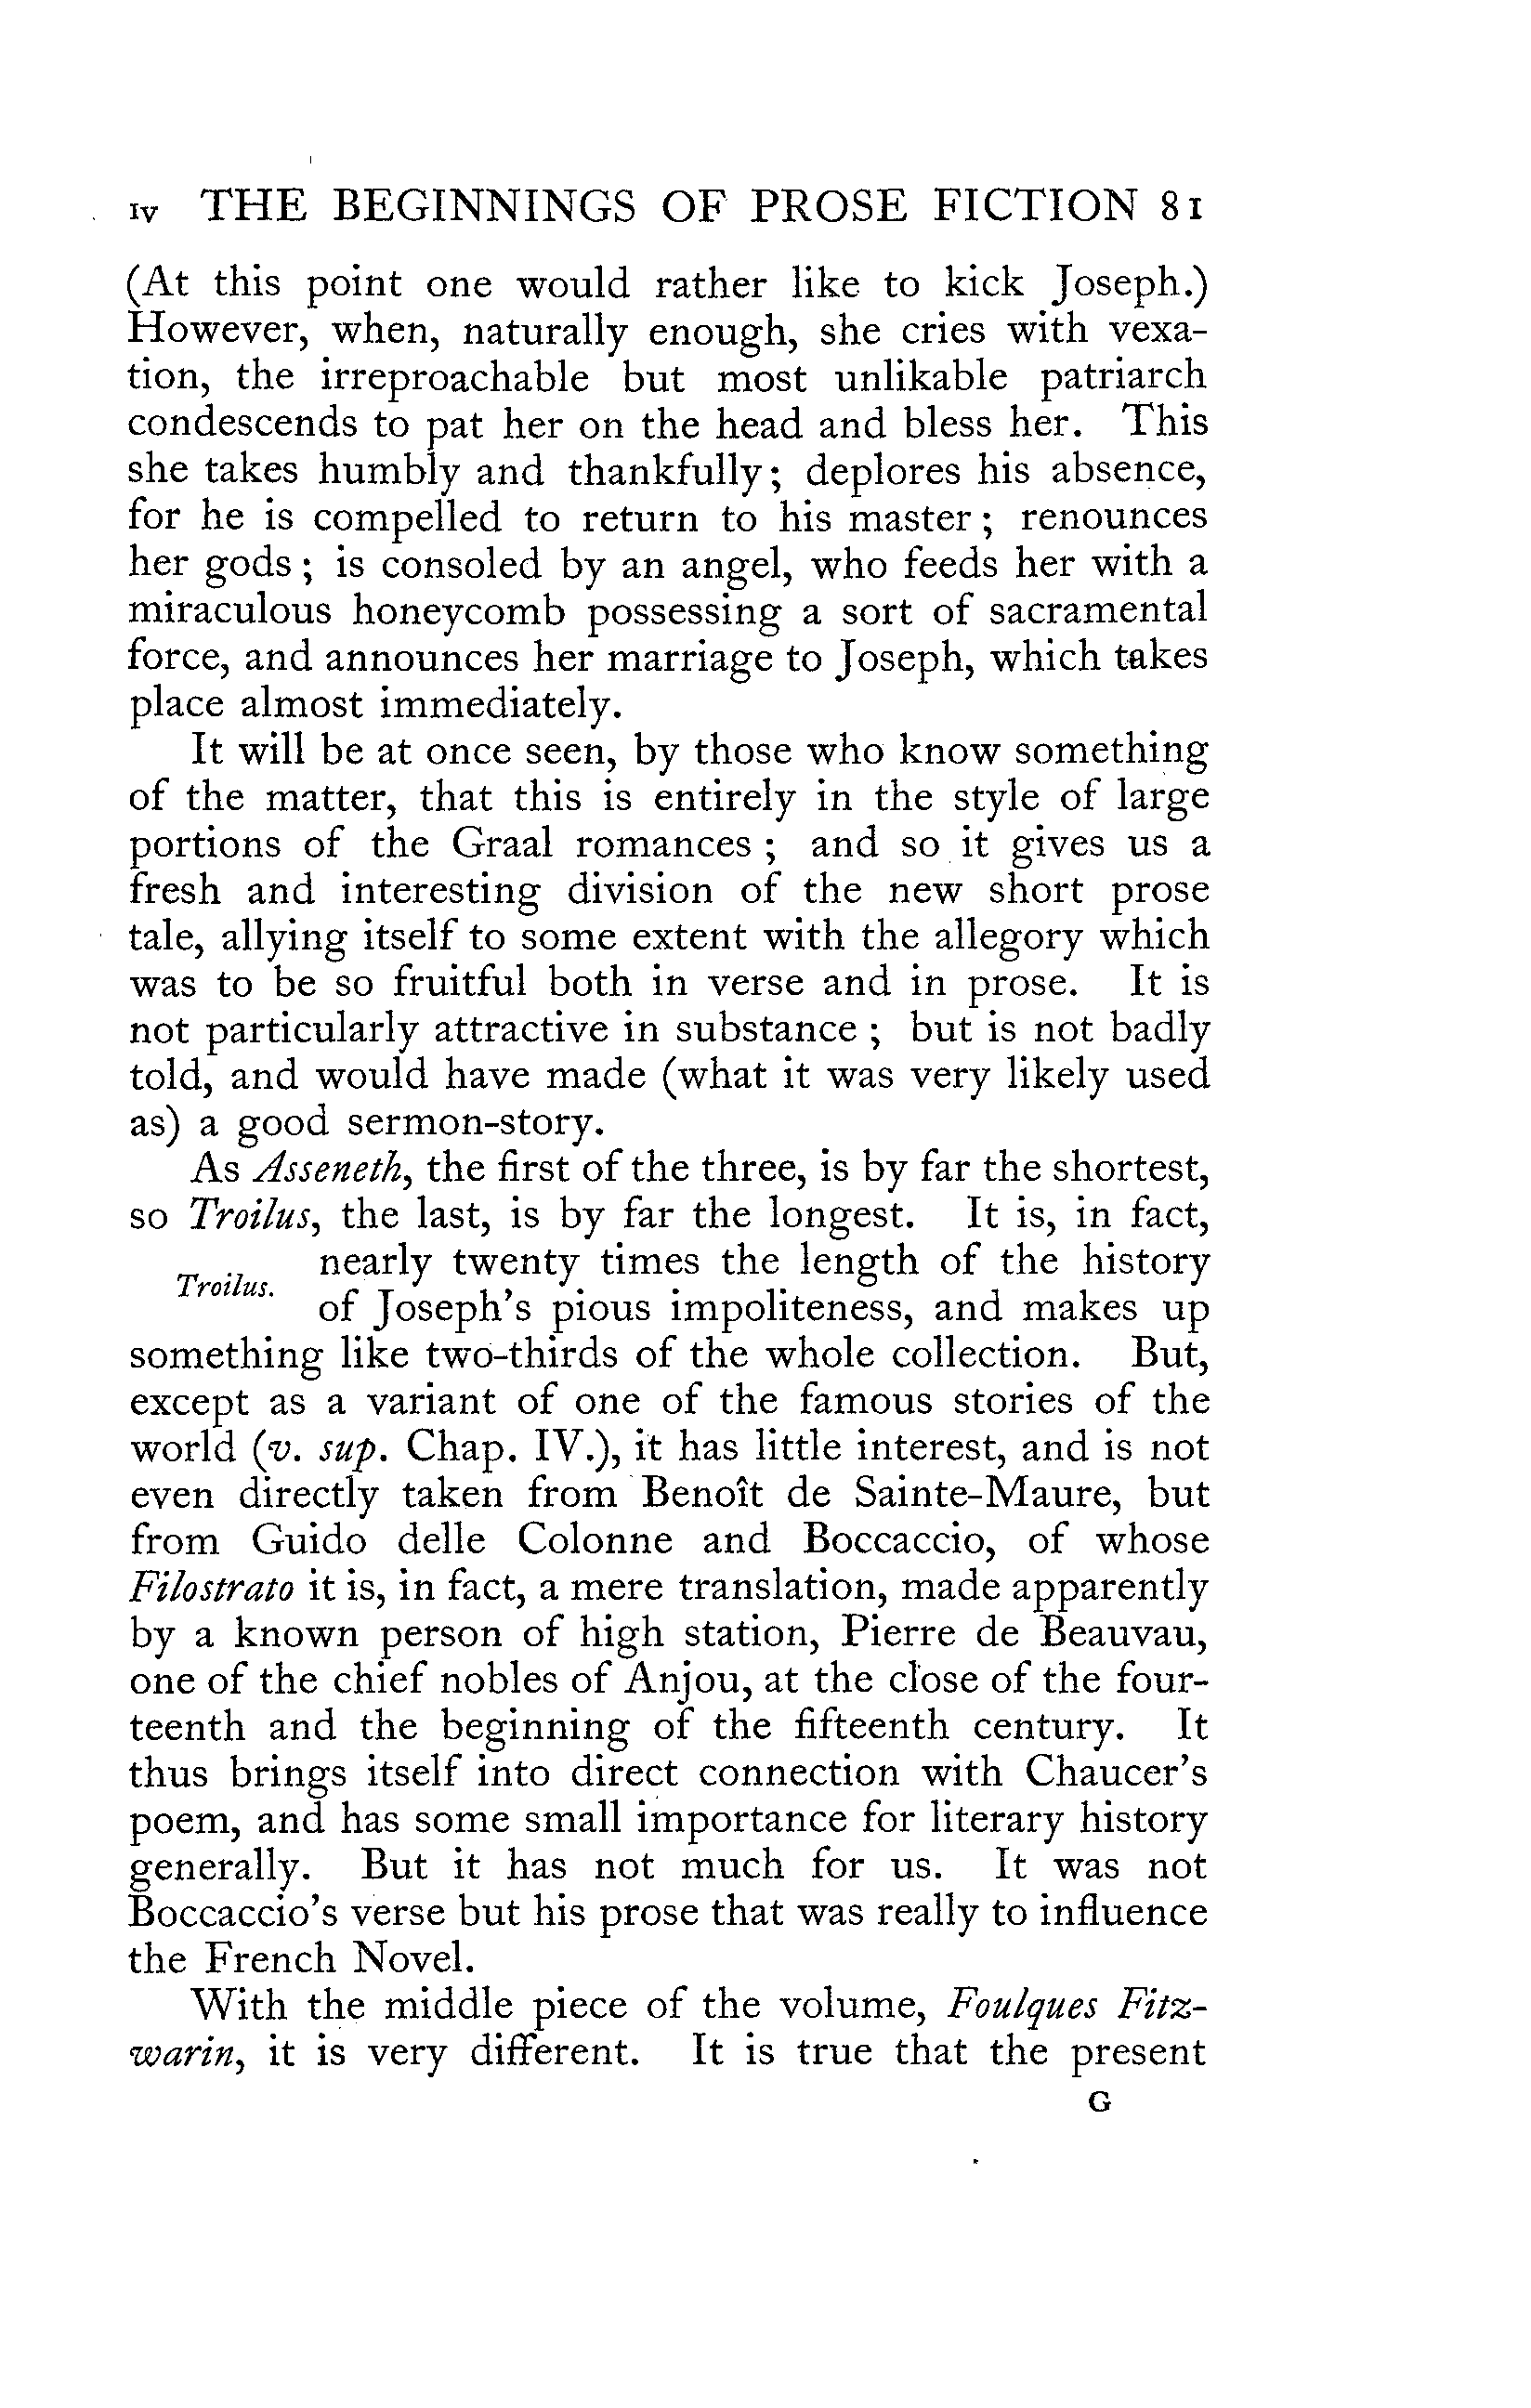 IV THE BEGINNINGS OF PROSE FICTION 81
(At this point one would rather like to kick Joseph.)
However, when, naturally enough, she cries with vexa-
tion, the irreproachable but most unlikable patriarch
condescends to pat her on the head and bless her. This
she takes humbly and thankfully; deplores his absence,
for he is compelled to return to his master; renounces
her gods; is consoled by an angel, who feeds her with a
miraculous honeycomb possessing a sort of sacramental
force, and announces her marriage to Joseph, which takes
place almost immediately.
It will be at once seen, by those who know something
of the matter, that this is entirely in the style of large
portions of the Graal romances; and so it gives us a
fresh and interesting division of the new short prose
tale, allying itself to some extent with the allegory which
was to be so fruitful both in verse and in prose. It is
not particularly attractive in substance; but is not badly
told, and would have made (what it was very likely used
as) a good sermon-story.
As Asseneth, the first of the three, is by far the shortest,
so Troilus, the last, is by far the longest. It is, in fact,
Troilus.
nearly twenty times the length of the history
of Joseph's pious impoliteness, and makes up
something like two-thirds of the whole collection. But,
except as a variant of one of the famous stories of the
world (v. sup. Chap. IV.), it has little interest, and is not
even directly taken from Benoît de Sainte-Maure, but
from Guido delle Colonne and Boccaccio, of whose
Filostrato it is, in fact, a mere translation, made apparently
by a known person of high station, Pierre de Beauvau,
one of the chief nobles of Anjou, at the close of the four-
teenth and the beginning of the fifteenth century. It
thus brings itself into direct connection with Chaucer's
poem, and has some small importance for literary history
generally. But it has not much for us. It was not
Boccaccio's verse but his prose that was really to influence
the French Novel.
With the middle piece of the volume, Foulques Fitz-
warin, it is very different. It is true that the present
G